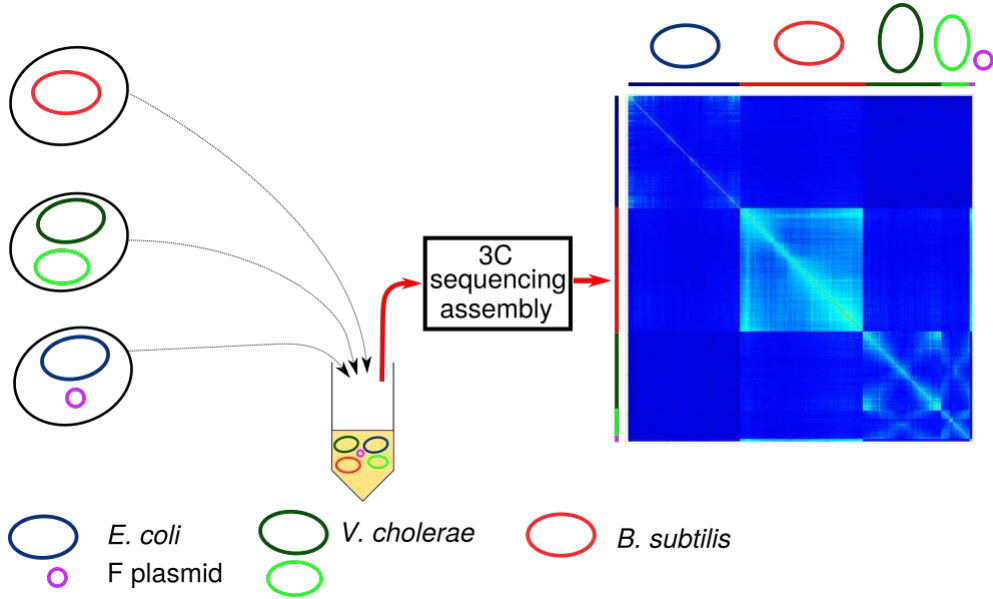 3C
sequencing
assembly
E. coli
V. cholerae
B. subtilis
F plasmid